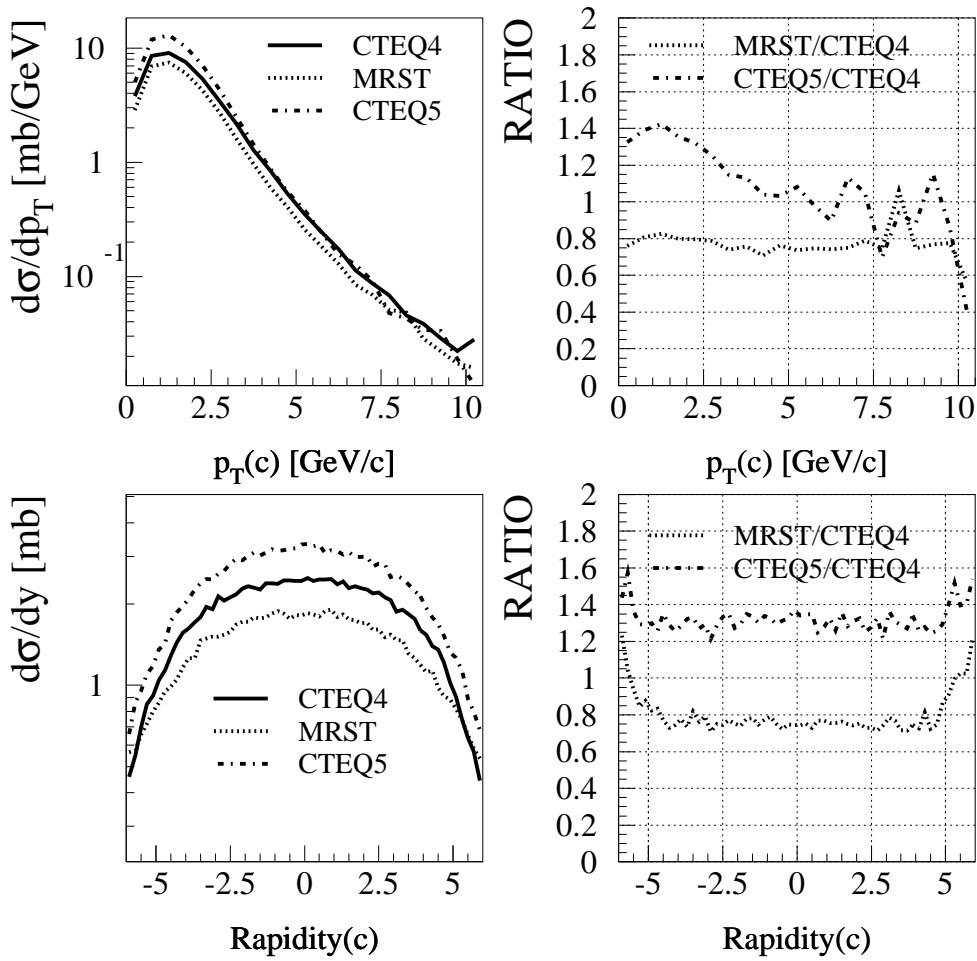 dσ/dp_T [mb/GeV]
10
1
10 -1
CTEQ4
MRST
CTEQ5
0 2.5 5 7.5 10
p_T(c) [GeV/c]
RATIO
2
1.8
1.6
1.4
1.2
1
0.8
0.6
0.4
0.2
0
MRST/CTEQ4
CTEQ5/CTEQ4
0 2.5 5 7.5 10
p_T(c) [GeV/c]
dσ/dy [mb]
1
CTEQ4
MRST
CTEQ5
-5 -2.5 0 2.5 5
Rapidity(c)
RATIO
2
1.8
1.6
1.4
1.2
1
0.8
0.6
0.4
0.2
0
MRST/CTEQ4
CTEQ5/CTEQ4
-5 -2.5 0 2.5 5
Rapidity(c)